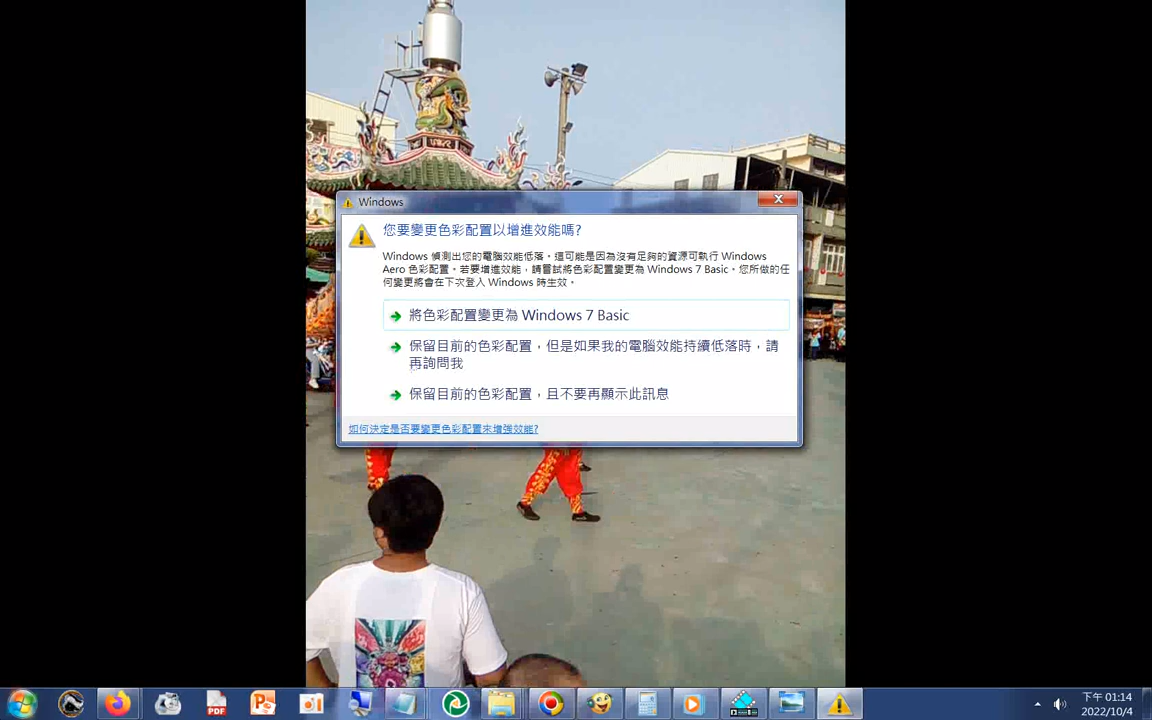 Windows
您要變更色彩配置以增進效能嗎?
Windows 偵測出您的電腦效能低落。這可能是因為沒有足夠的資源可執行 Windows
Aero 色彩配置。若要增進效能，請嘗試將色彩配置變更為 Windows 7 Basic。您所做的任
何變更將會在下次登入 Windows 時生效。
將色彩配置變更為 Windows 7 Basic
保留目前的色彩配置，但是如果我的電腦效能持續低落時，請
再詢問我
保留目前的色彩配置，且不要再顯示此訊息
如何決定是否要變更色彩配置來增強效能?
PDF
下午 01:14
2022/10/4